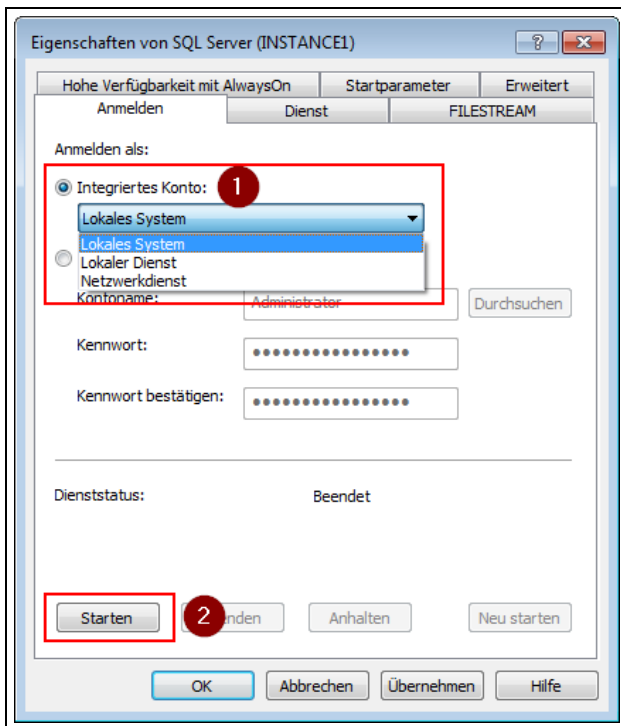 Eigenschaften von SQL Server (INSTANCE1)
Hohe Verfügbarkeit mit AlwaysOn Startparameter Erweitert
Anmelden Dienst FILESTREAM
Anmelden als:
Integriertes Konto: 1
Lokales System
Lokales System
Lokaler Dienst
Netzwerkdienst
Kontoname: Administrator Durchsuchen
Kennwort:
Kennwort bestätigen:
Dienststatus: Beendet
Starten 2 Anhalten Neu starten
OK Abbrechen Übernehmen Hilfe